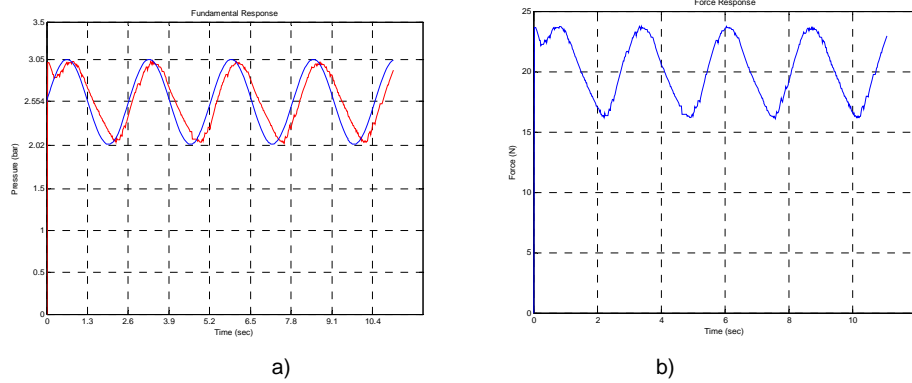 Fundamental Response
3.5
3.05
2.554
2.02
1.5
1
0.5
0
Pressure (bar)
0 1.3 2.6 3.9 5.2 6.5 7.8 9.1 10.4
Time (sec)
a)
Force Response
25
20
15
10
5
0
Force (N)
0 2 4 6 8 10
Time (sec)
b)